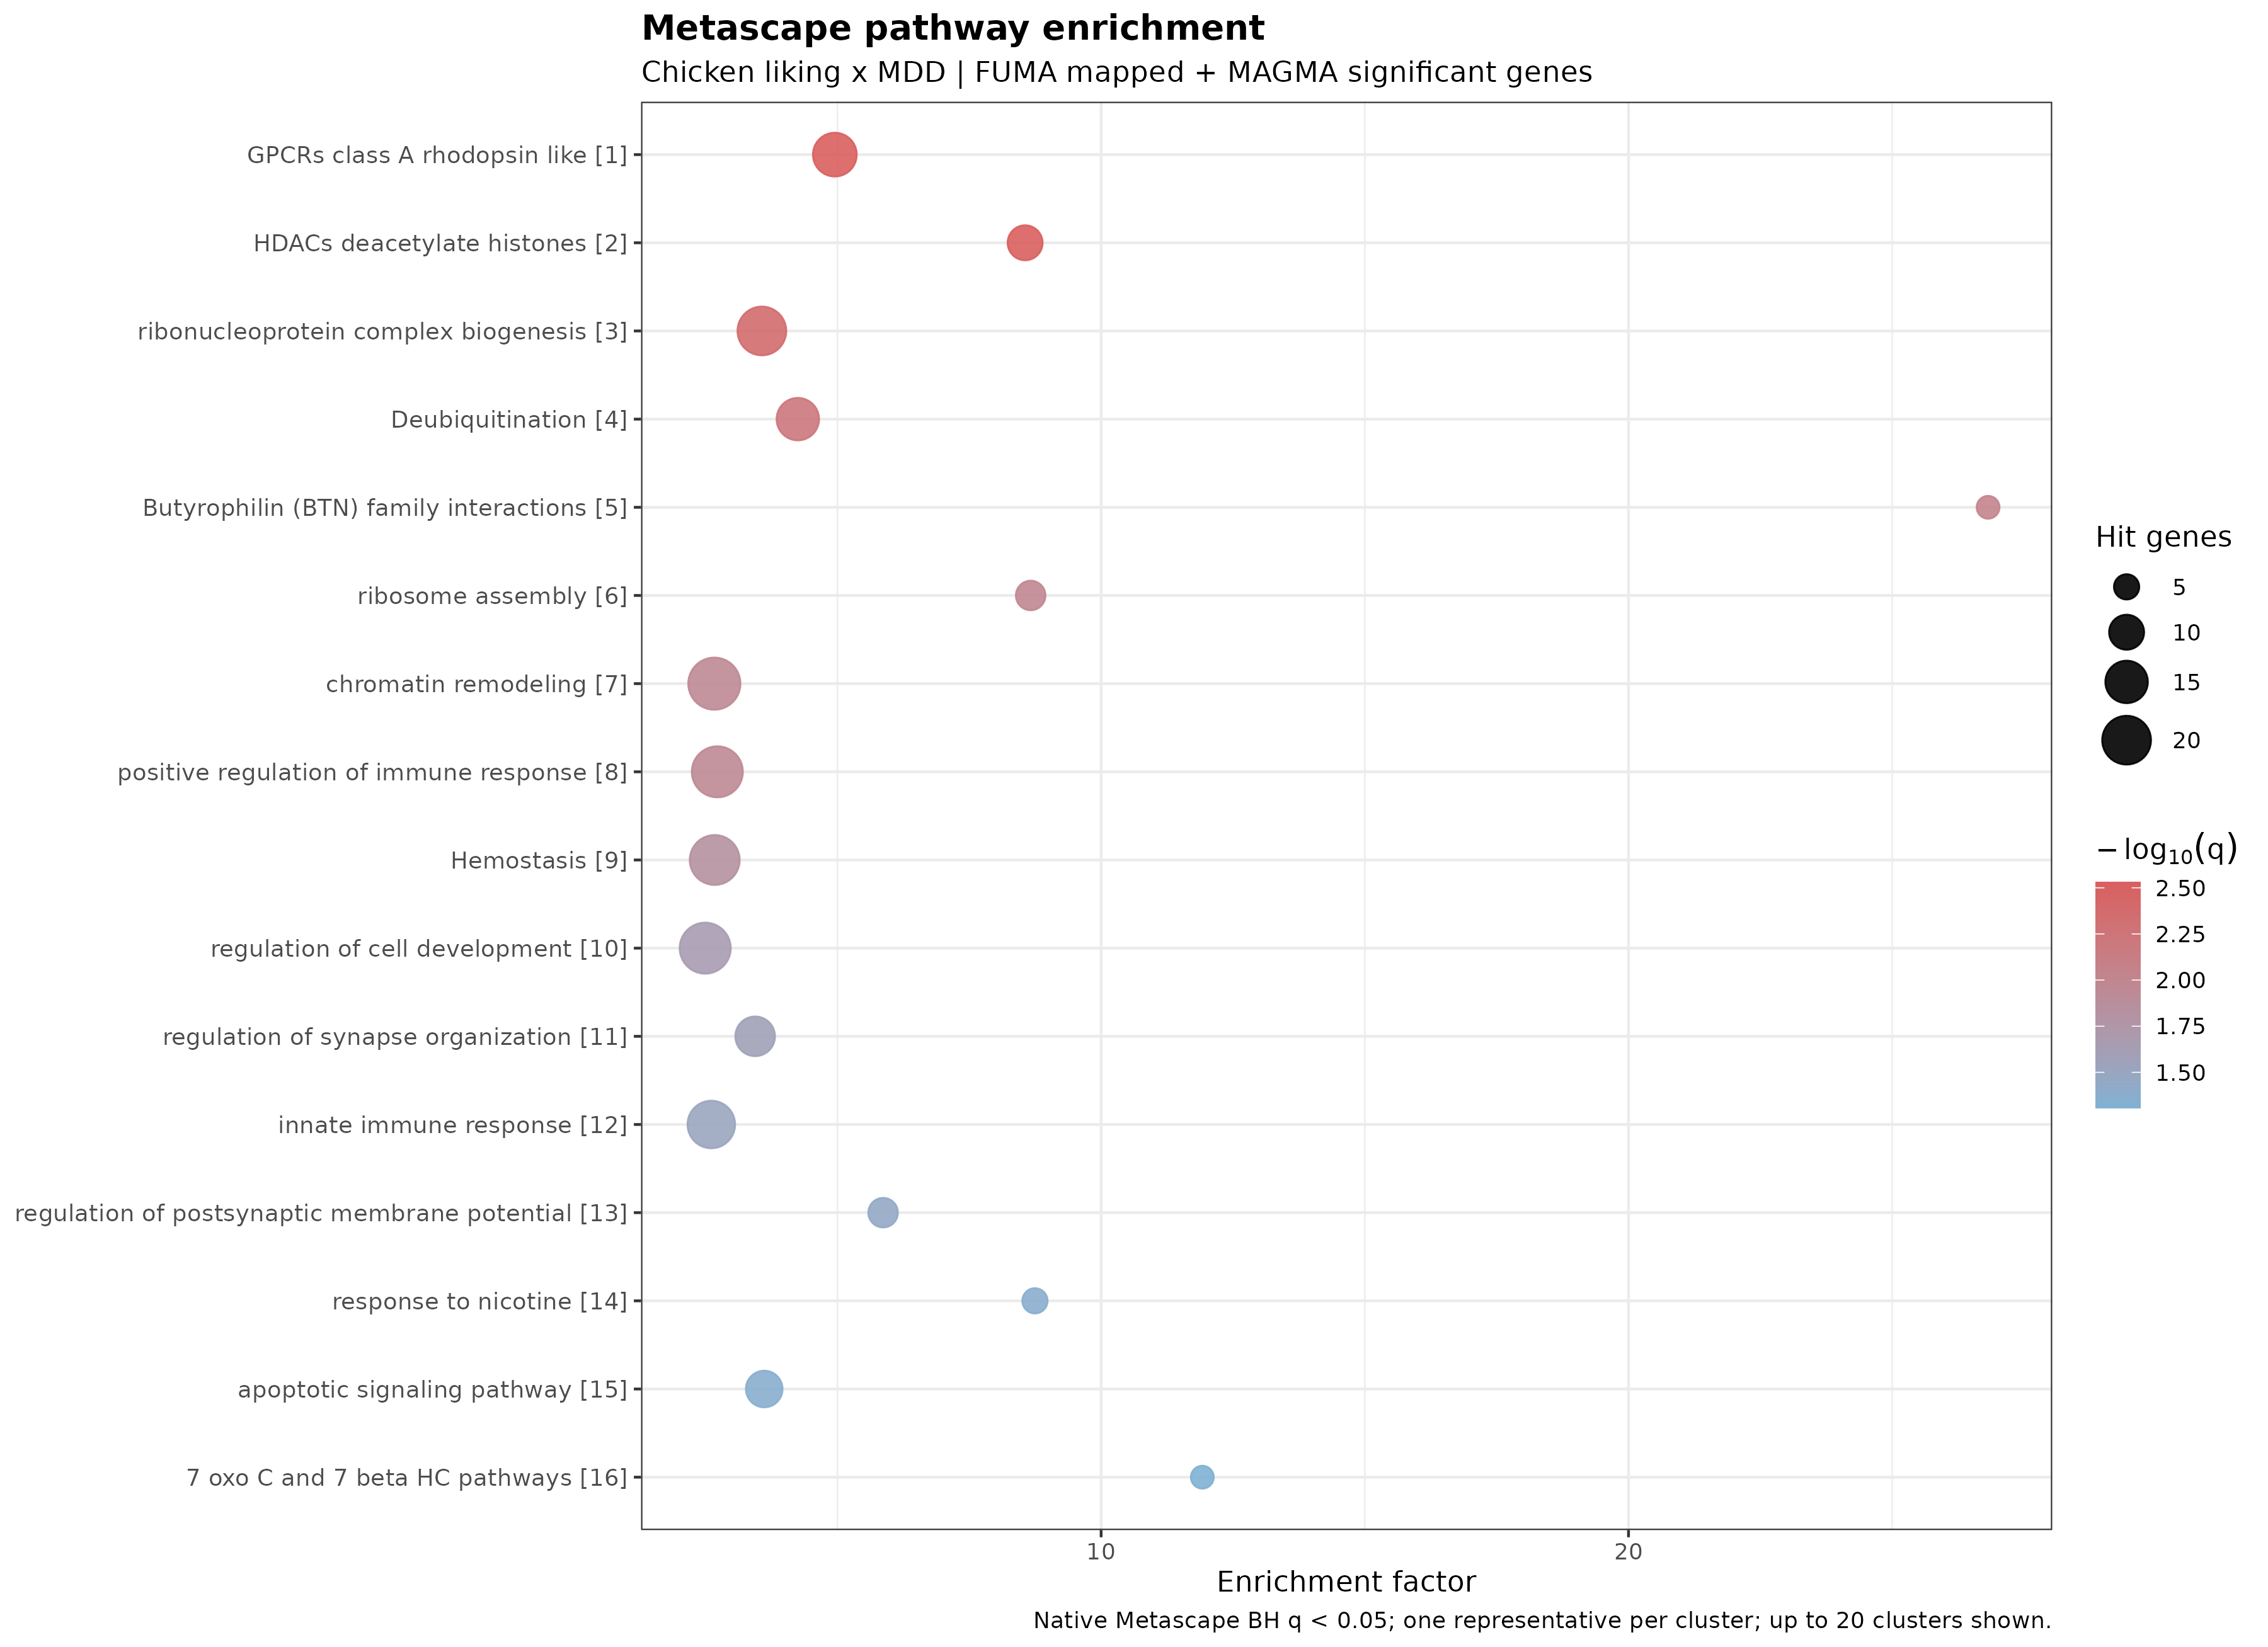 Metascape pathway enrichment
Chicken liking x MDD | FUMA mapped + MAGMA significant genes
GPCRs class A rhodopsin like [1]
HDACs deacetylate histones [2]
ribonucleoprotein complex biogenesis [3]
Deubiquitination [4]
Butyrophilin (BTN) family interactions [5]
ribosome assembly [6]
chromatin remodeling [7]
positive regulation of immune response [8]
Hemostasis [9]
regulation of cell development [10]
regulation of synapse organization [11]
innate immune response [12]
regulation of postsynaptic membrane potential [13]
response to nicotine [14]
apoptotic signaling pathway [15]
7 oxo C and 7 beta HC pathways [16]
10 20
Enrichment factor
Native Metascape BH q < 0.05; one representative per cluster; up to 20 clusters shown.
Hit genes
5
10
15
20
− log₁₀(q)
2.50
2.25
2.00
1.75
1.50